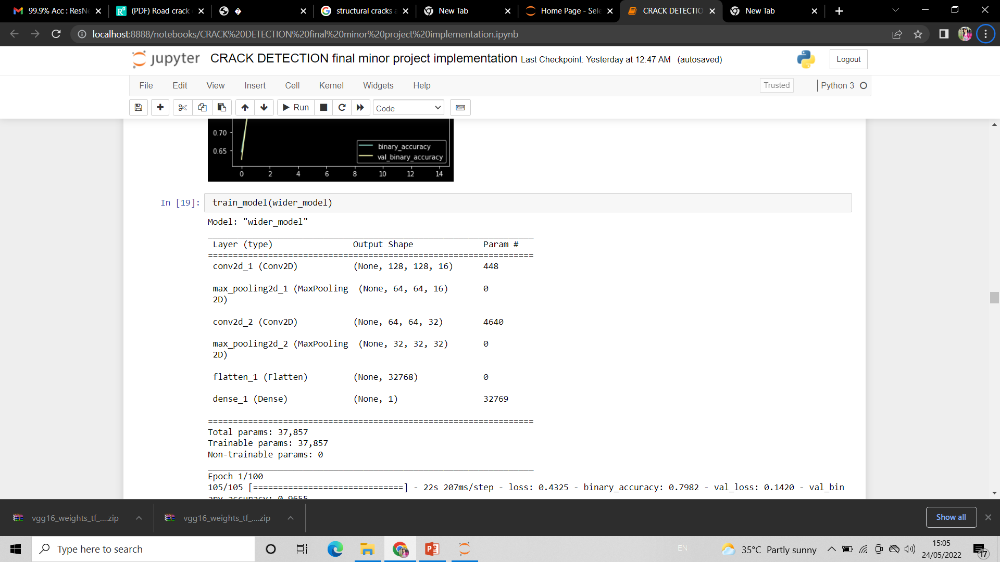 99.9% Acc : ResN
(PDF) Road crack
structural cracks a
New Tab
Home Page - Sele
CRACK DETECTIO
New Tab
localhost:8888/notebooks/CRACK%20DETECTION%20final%20minor%20project%20implementation.ipynb
jupyter CRACK DETECTION final minor project implementation Last Checkpoint: Yesterday at 12:47 AM (autosaved)
Logout
File Edit View Insert Cell Kernel Widgets Help
Trusted
Python 3
Run
Code
0.70
0.65
binary_accuracy
val_binary_accuracy
0 2 4 6 8 10 12 14
In [19]: train_model(wider_model)
Model: "wider_model"
Layer (type) Output Shape Param #
=================================================================
conv2d_1 (Conv2D) (None, 128, 128, 16) 448
max_pooling2d_1 (MaxPooling (None, 64, 64, 16) 0
2D)
conv2d_2 (Conv2D) (None, 64, 64, 32) 4640
max_pooling2d_2 (MaxPooling (None, 32, 32, 32) 0
2D)
flatten_1 (Flatten) (None, 32768) 0
dense_1 (Dense) (None, 1) 32769
=================================================================
Total params: 37,857
Trainable params: 37,857
Non-trainable params: 0
_________________________________________________________________
Epoch 1/100
105/105 [==============================] - 22s 207ms/step - loss: 0.4325 - binary_accuracy: 0.7982 - val_loss: 0.1420 - val_bin
ary_accuracy: 0.9655
vgg16_weights_tf_....zip
vgg16_weights_tf_....zip
Show all
Type here to search
EN
35°C Partly sunny
15:05
24/05/2022
17